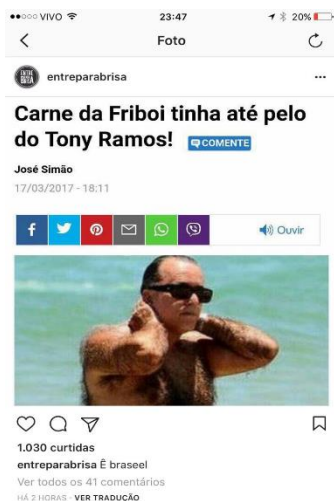 VIVO
23:47
20%
Foto
ENTRE
BRISA
entreparabrisa
Carne da Friboi tinha até pelo
do Tony Ramos!
COMENTE
José Simão
17/03/2017 - 18:11
Ouvir
1.030 curtidas
entreparabrisa Ê braseel
Ver todos os 41 comentários
HÁ 2 HORAS · VER TRADUÇÃO